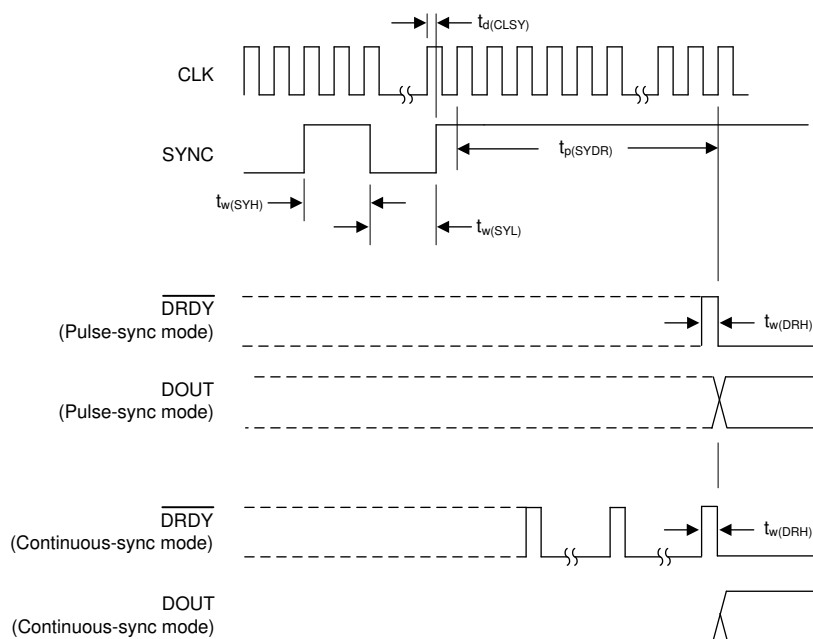 t_d(CLSY)
CLK
SYNC
t_p(SYDR)
t_w(SYH)
t_w(SYL)
DRDY
(Pulse-sync mode)
t_w(DRH)
DOUT
(Pulse-sync mode)
DRDY
(Continuous-sync mode)
t_w(DRH)
DOUT
(Continuous-sync mode)